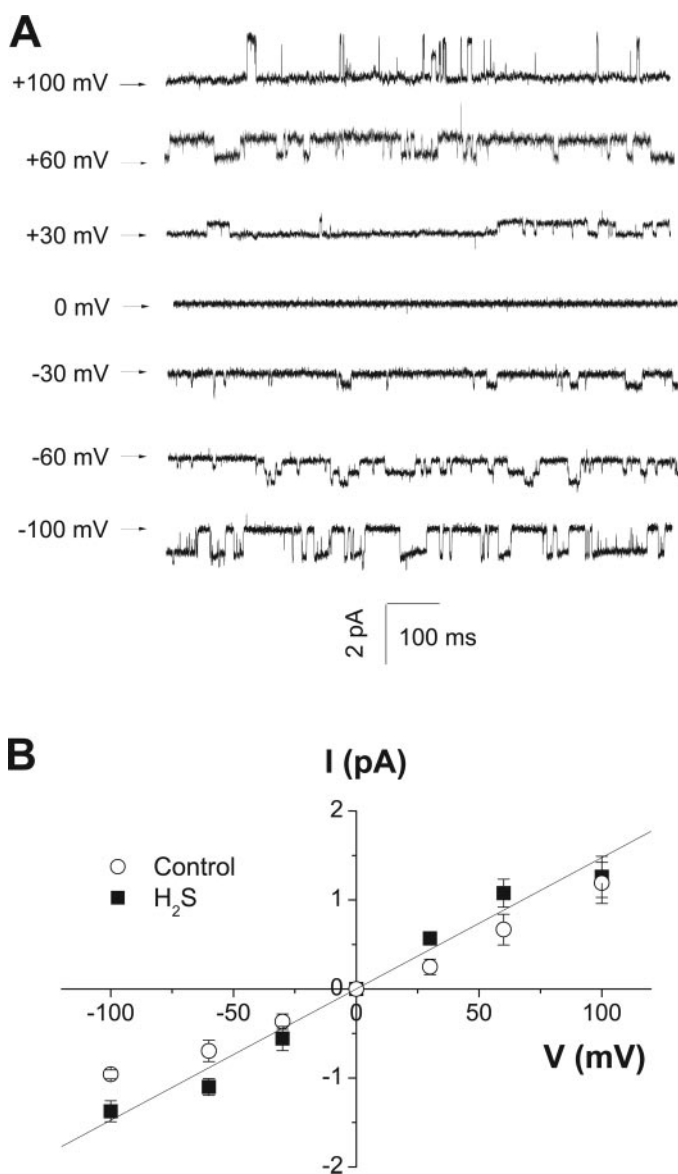 A
+100 mV
+60 mV
+30 mV
0 mV
-30 mV
-60 mV
-100 mV
2 pA
100 ms
B
I (pA)
2
Control
H₂S
1
0
-100
-50
0
50
100
V (mV)
-1
-2